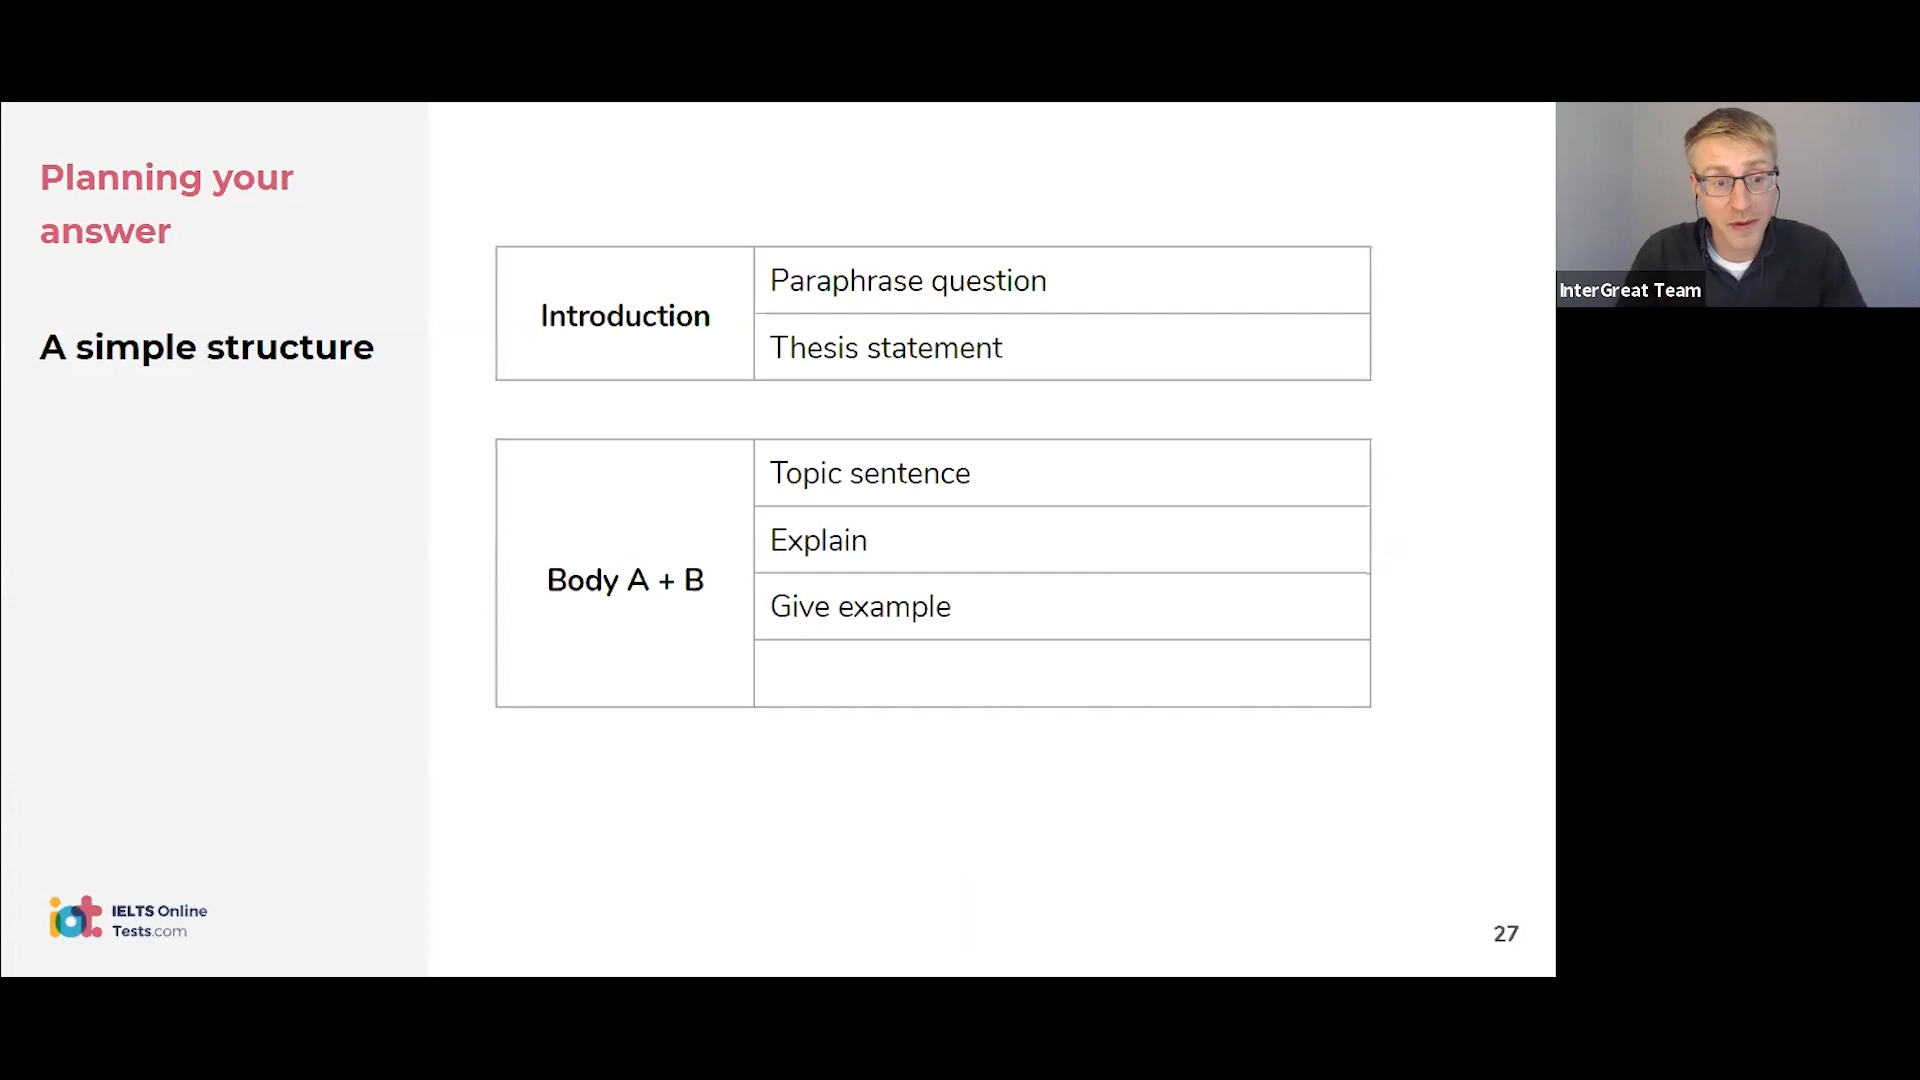 Planning your
answer
A simple structure
Introduction
Paraphrase question
Thesis statement
Body A + B
Topic sentence
Explain
Give example
iot IELTS Online
Tests.com
27
InterGreat Team